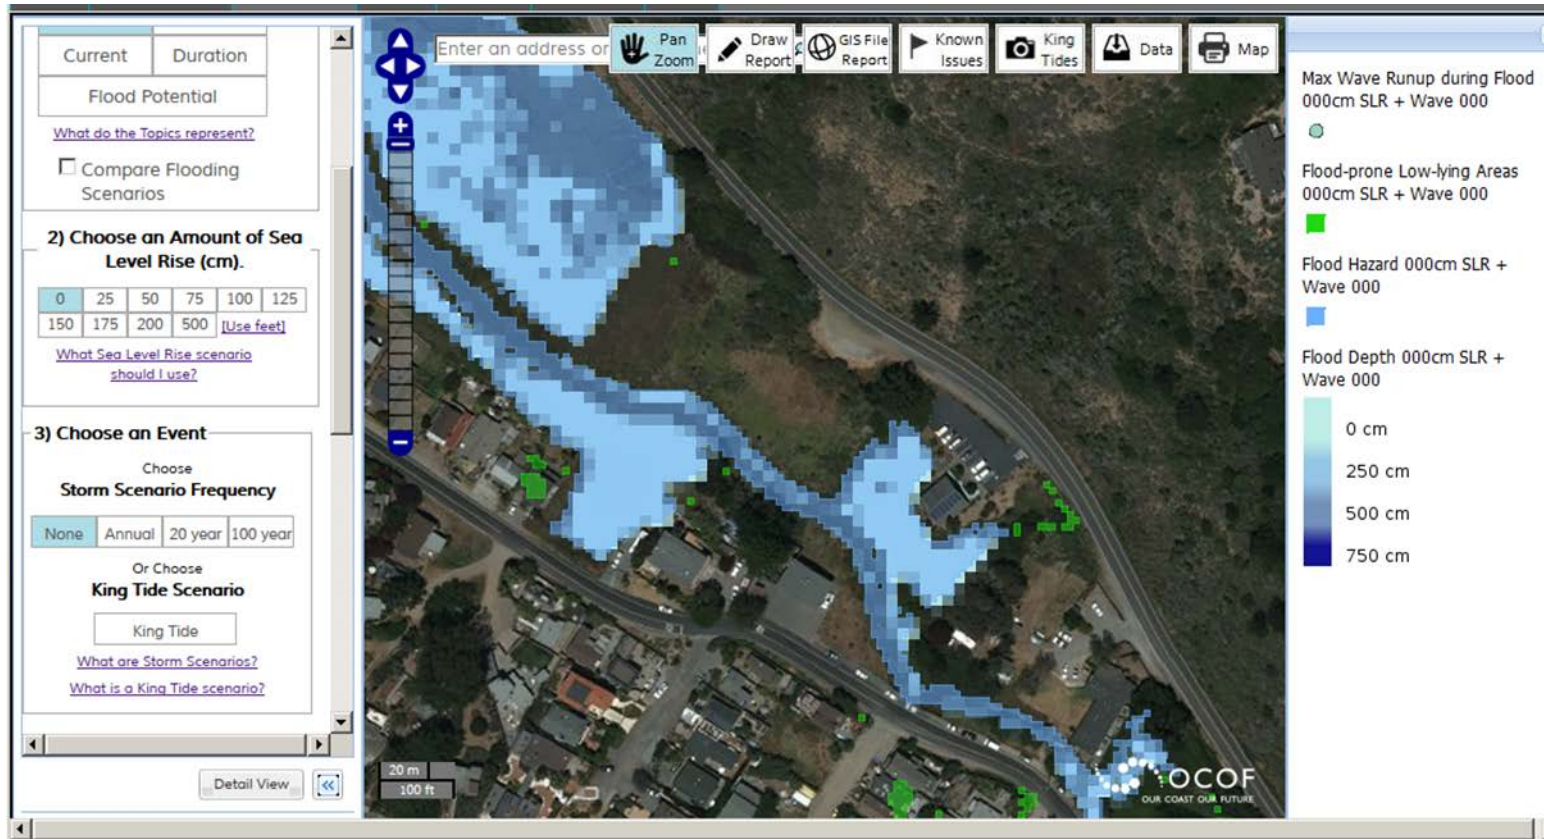 Current
Duration
Flood Potential
What do the Topics represent?
Compare Flooding
Scenarios
2) Choose an Amount of Sea
Level Rise (cm).
0 25 50 75 100 125
150 175 200 500 [Use feet]
What Sea Level Rise scenario
should I use?
3) Choose an Event
Choose
Storm Scenario Frequency
None Annual 20 year 100 year
Or Choose
King Tide Scenario
King Tide
What are Storm Scenarios?
What is a King Tide scenario?
Detail View
Enter an address or
Pan
Zoom
Draw
Report
GIS File
Report
Known
Issues
King
Tides
Data
Map
20 m
100 ft
OCOF
OUR COAST OUR FUTURE
Max Wave Runup during Flood
000cm SLR + Wave 000
Flood-prone Low-lying Areas
000cm SLR + Wave 000
Flood Hazard 000cm SLR +
Wave 000
Flood Depth 000cm SLR +
Wave 000
0 cm
250 cm
500 cm
750 cm